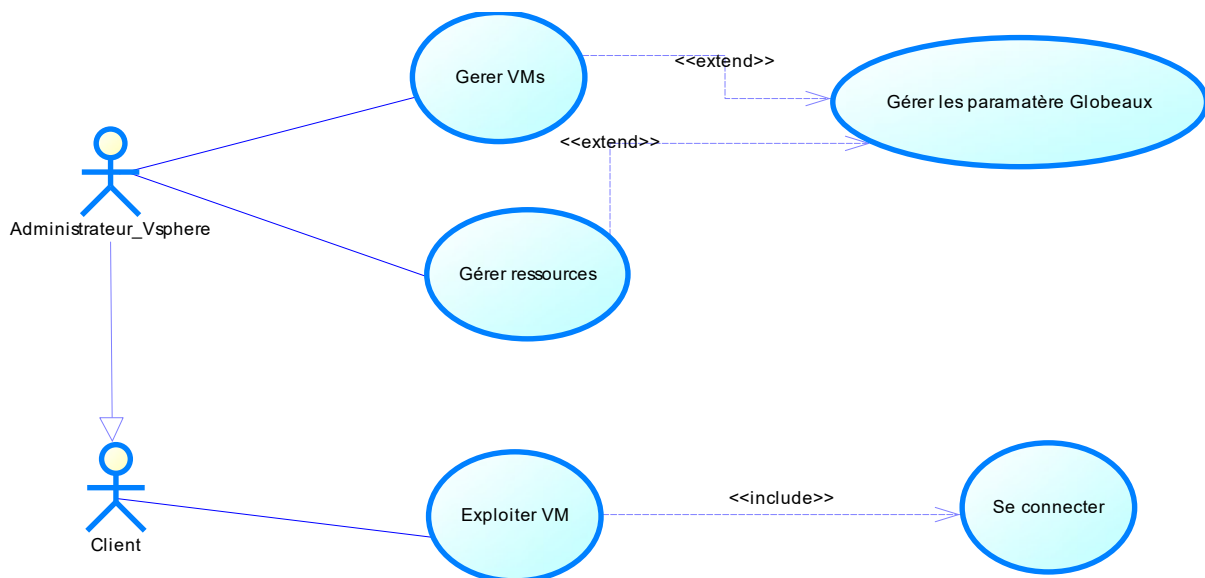 Gerer VMs
<<extend>>
Gérer les paramatère Globeaux
<<extend>>
Administrateur_Vsphere
Gérer ressources
<<include>>
Se connecter
Exploiter VM
Client